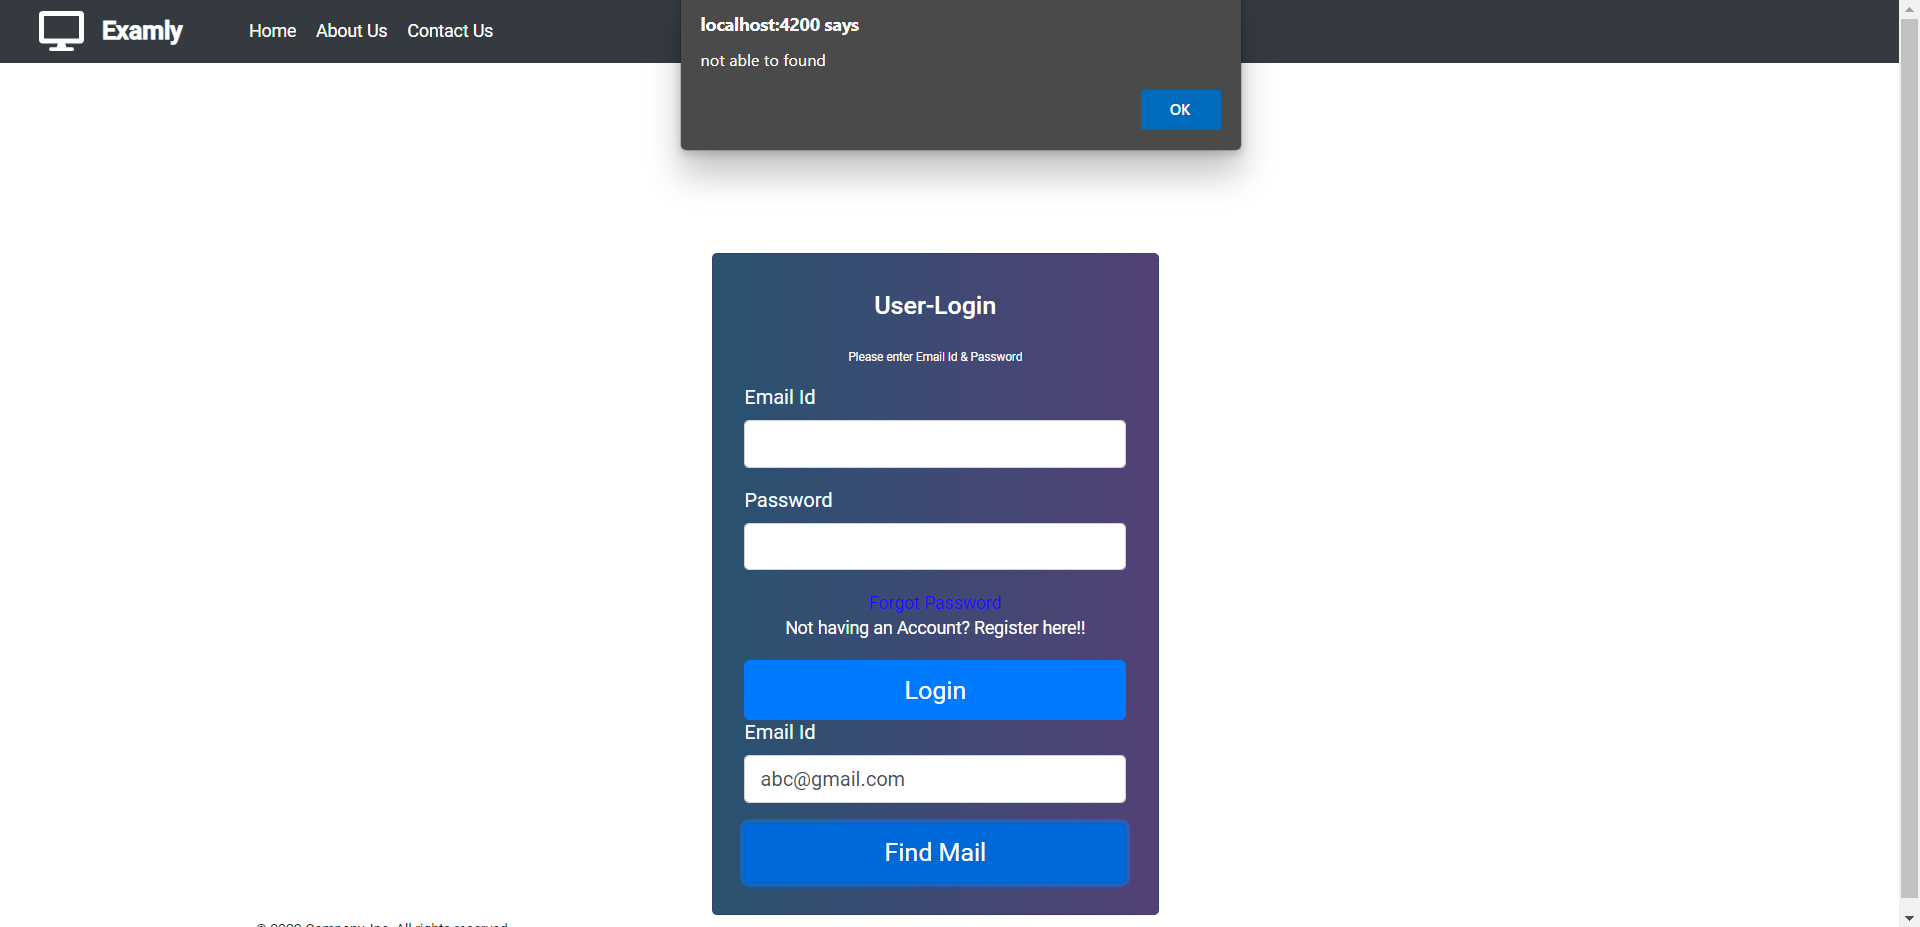 Examly
Home About Us Contact Us
localhost:4200 says
not able to found
OK
User-Login
Please enter Email Id & Password
Email Id
Password
Forgot Password
Not having an Account? Register here!!
Login
Email Id
abc@gmail.com
Find Mail
Company, Inc. All rights reserved